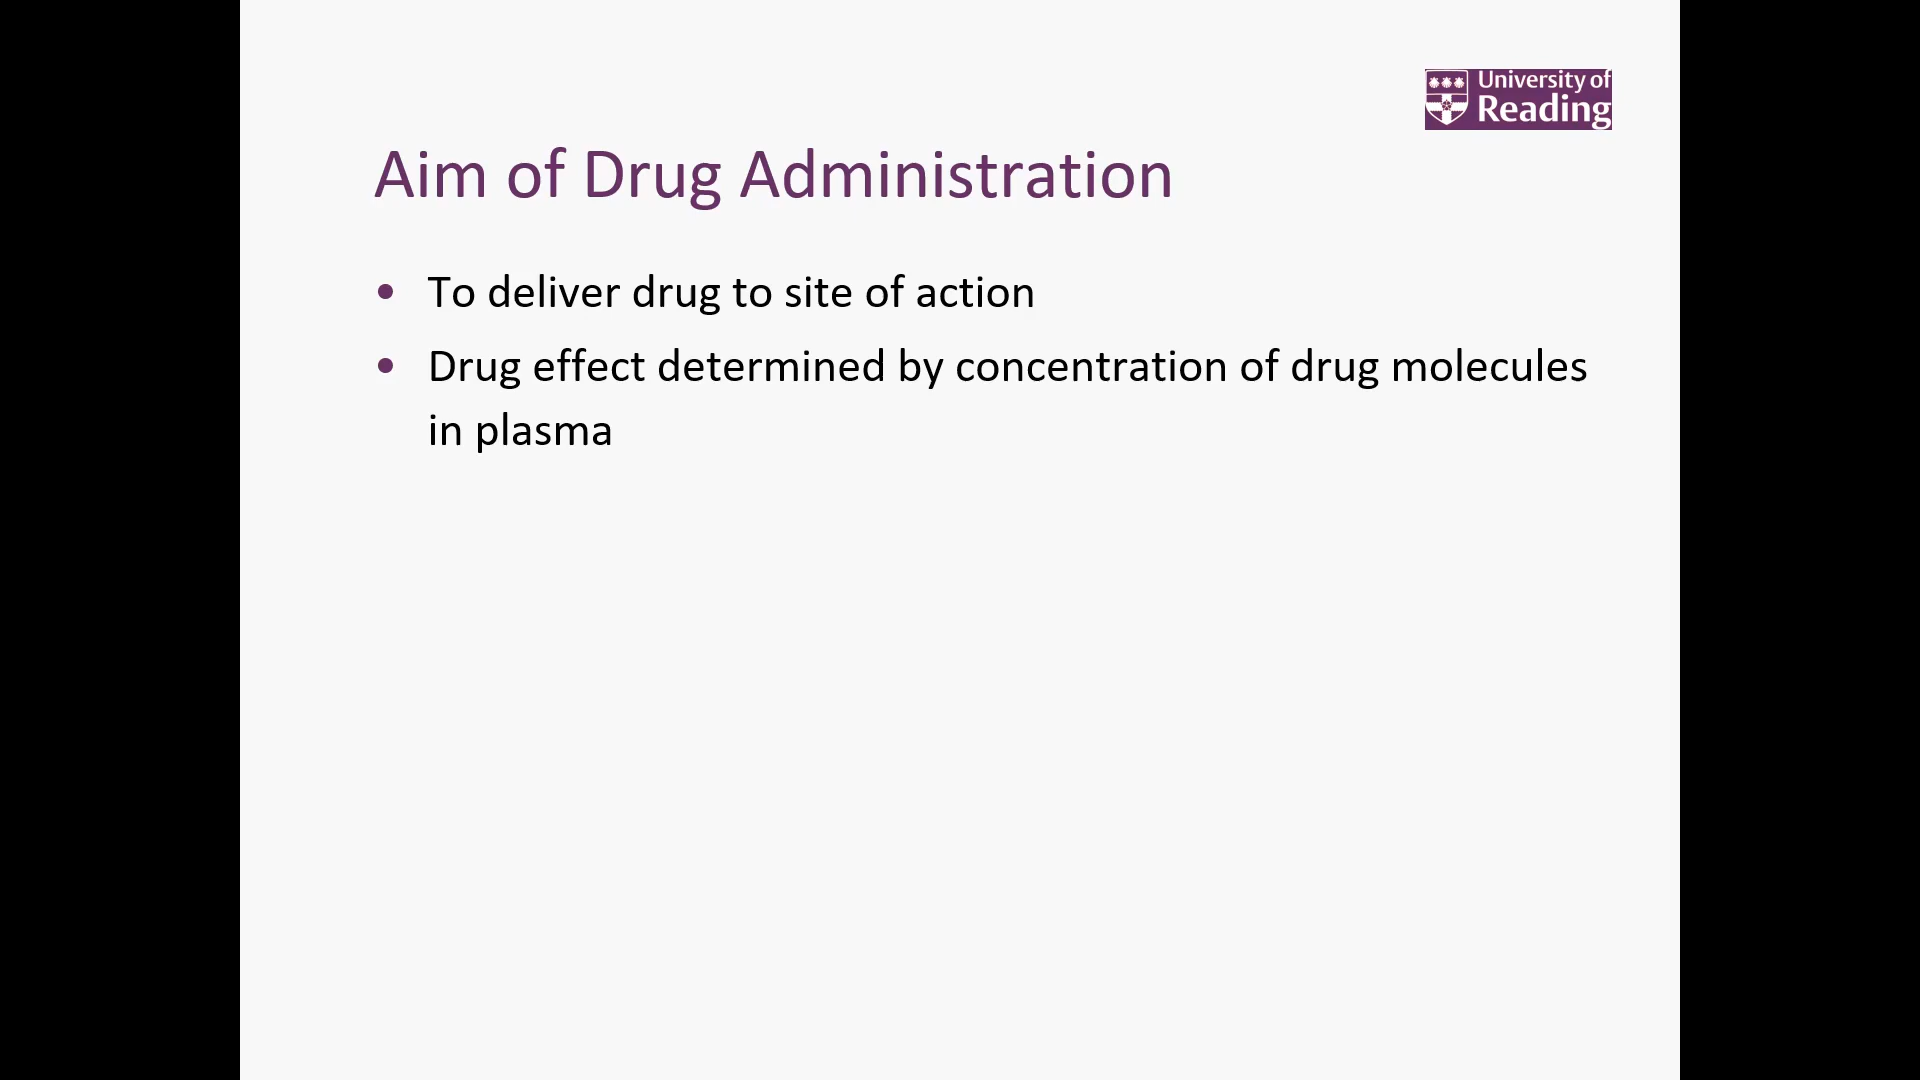 University of
Reading
Aim of Drug Administration
• To deliver drug to site of action
• Drug effect determined by concentration of drug molecules
in plasma